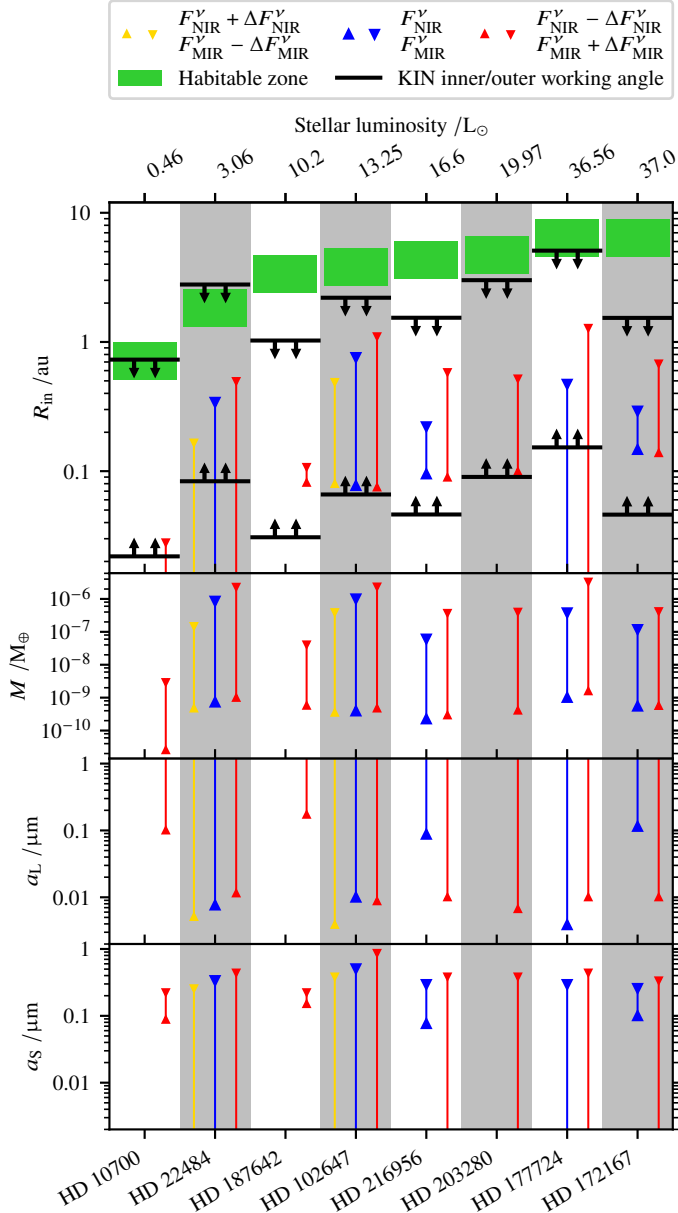 F^ν_NIR + ΔF^ν_NIR F^ν_NIR F^ν_NIR − ΔF^ν_NIR
F^ν_MIR − ΔF^ν_MIR F^ν_MIR F^ν_MIR + ΔF^ν_MIR
Habitable zone KIN inner/outer working angle
Stellar luminosity /L⊙
0.46 3.06 10.2 13.25 16.6 19.97 36.56 37.0
10
1
0.1
R_in /au
10^−6
10^−7
10^−8
10^−9
10^−10
M /M⊕
1
0.1
0.01
a_L /μm
1
0.1
0.01
a_S /μm
HD 10700 HD 22484 HD 187642 HD 102647 HD 216956 HD 203280 HD 177724 HD 172167